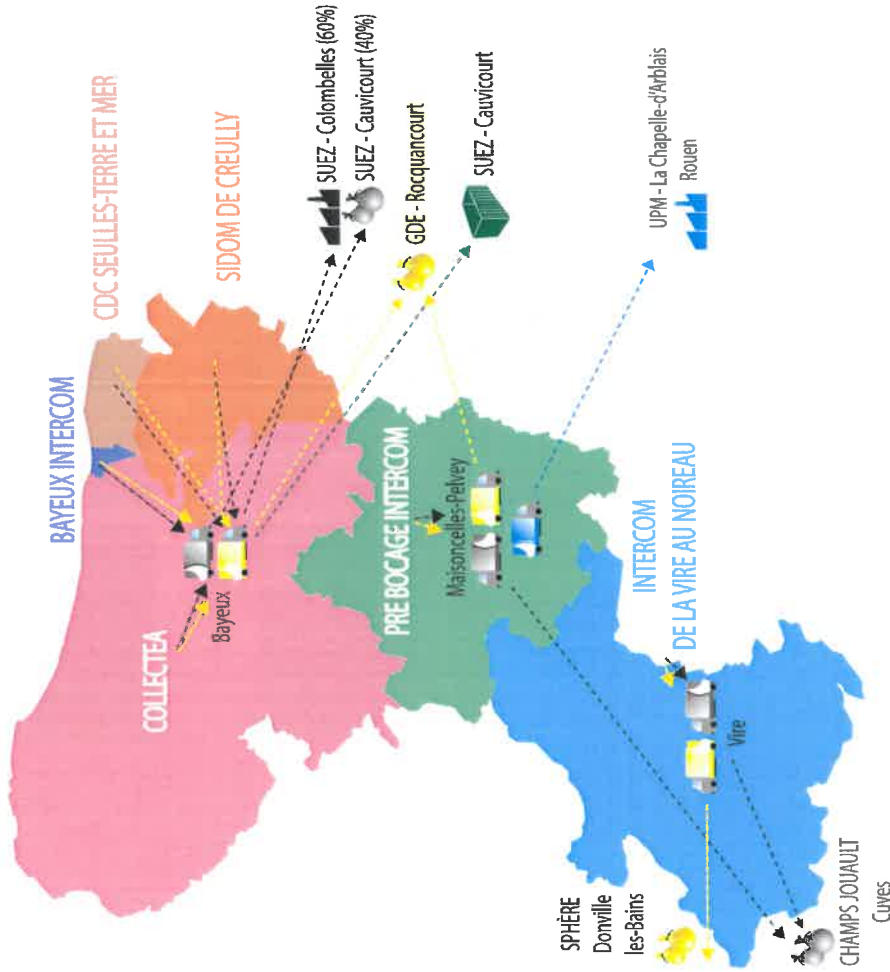 BAYEUX INTERCOM
CDC SEULLES-TERRE ET MER
SIDOM DE CREULLY
COLLECTEA
Bayeux
SUEZ - Colombelles (60%)
SUEZ - Cauvicourt (40%)
GDE - Rocquancourt
SUEZ - Cauvicourt
PRE BOCAGE INTERCOM
Maisoncelles-Pelvey
UPM - La Chapelle-d'Arblais
Rouen
INTERCOM
DE LA VIRE AU NOIREAU
Vire
SPHÈRE
Donville
les-Bains
CHAMPS JOUAULT
Cuves